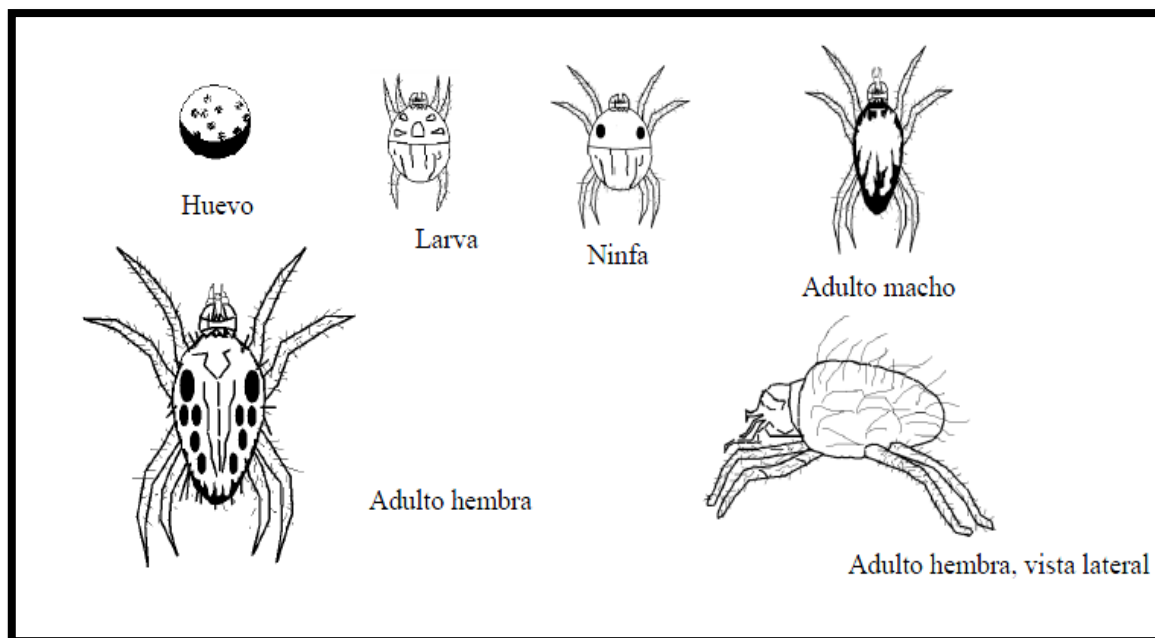 Huevo
Larva
Ninfa
Adulto macho
Adulto hembra
Adulto hembra, vista lateral